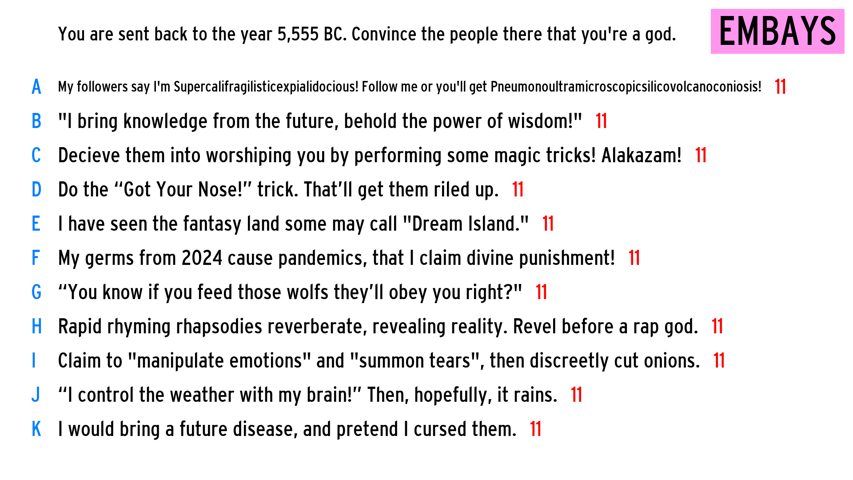 You are sent back to the year 5,555 BC. Convince the people there that you're a god.
EMBAYS
A My followers say I'm Supercalifragilisticexpialidocious! Follow me or you'll get Pneumonoultramicroscopicsilicovolcanoconiosis! 11
B "I bring knowledge from the future, behold the power of wisdom!" 11
C Decieve them into worshiping you by performing some magic tricks! Alakazam! 11
D Do the “Got Your Nose!” trick. That’ll get them riled up. 11
E I have seen the fantasy land some may call "Dream Island." 11
F My germs from 2024 cause pandemics, that I claim divine punishment! 11
G “You know if you feed those wolfs they’ll obey you right?" 11
H Rapid rhyming rhapsodies reverberate, revealing reality. Revel before a rap god. 11
I Claim to "manipulate emotions" and "summon tears", then discreetly cut onions. 11
J “I control the weather with my brain!” Then, hopefully, it rains. 11
K I would bring a future disease, and pretend I cursed them. 11